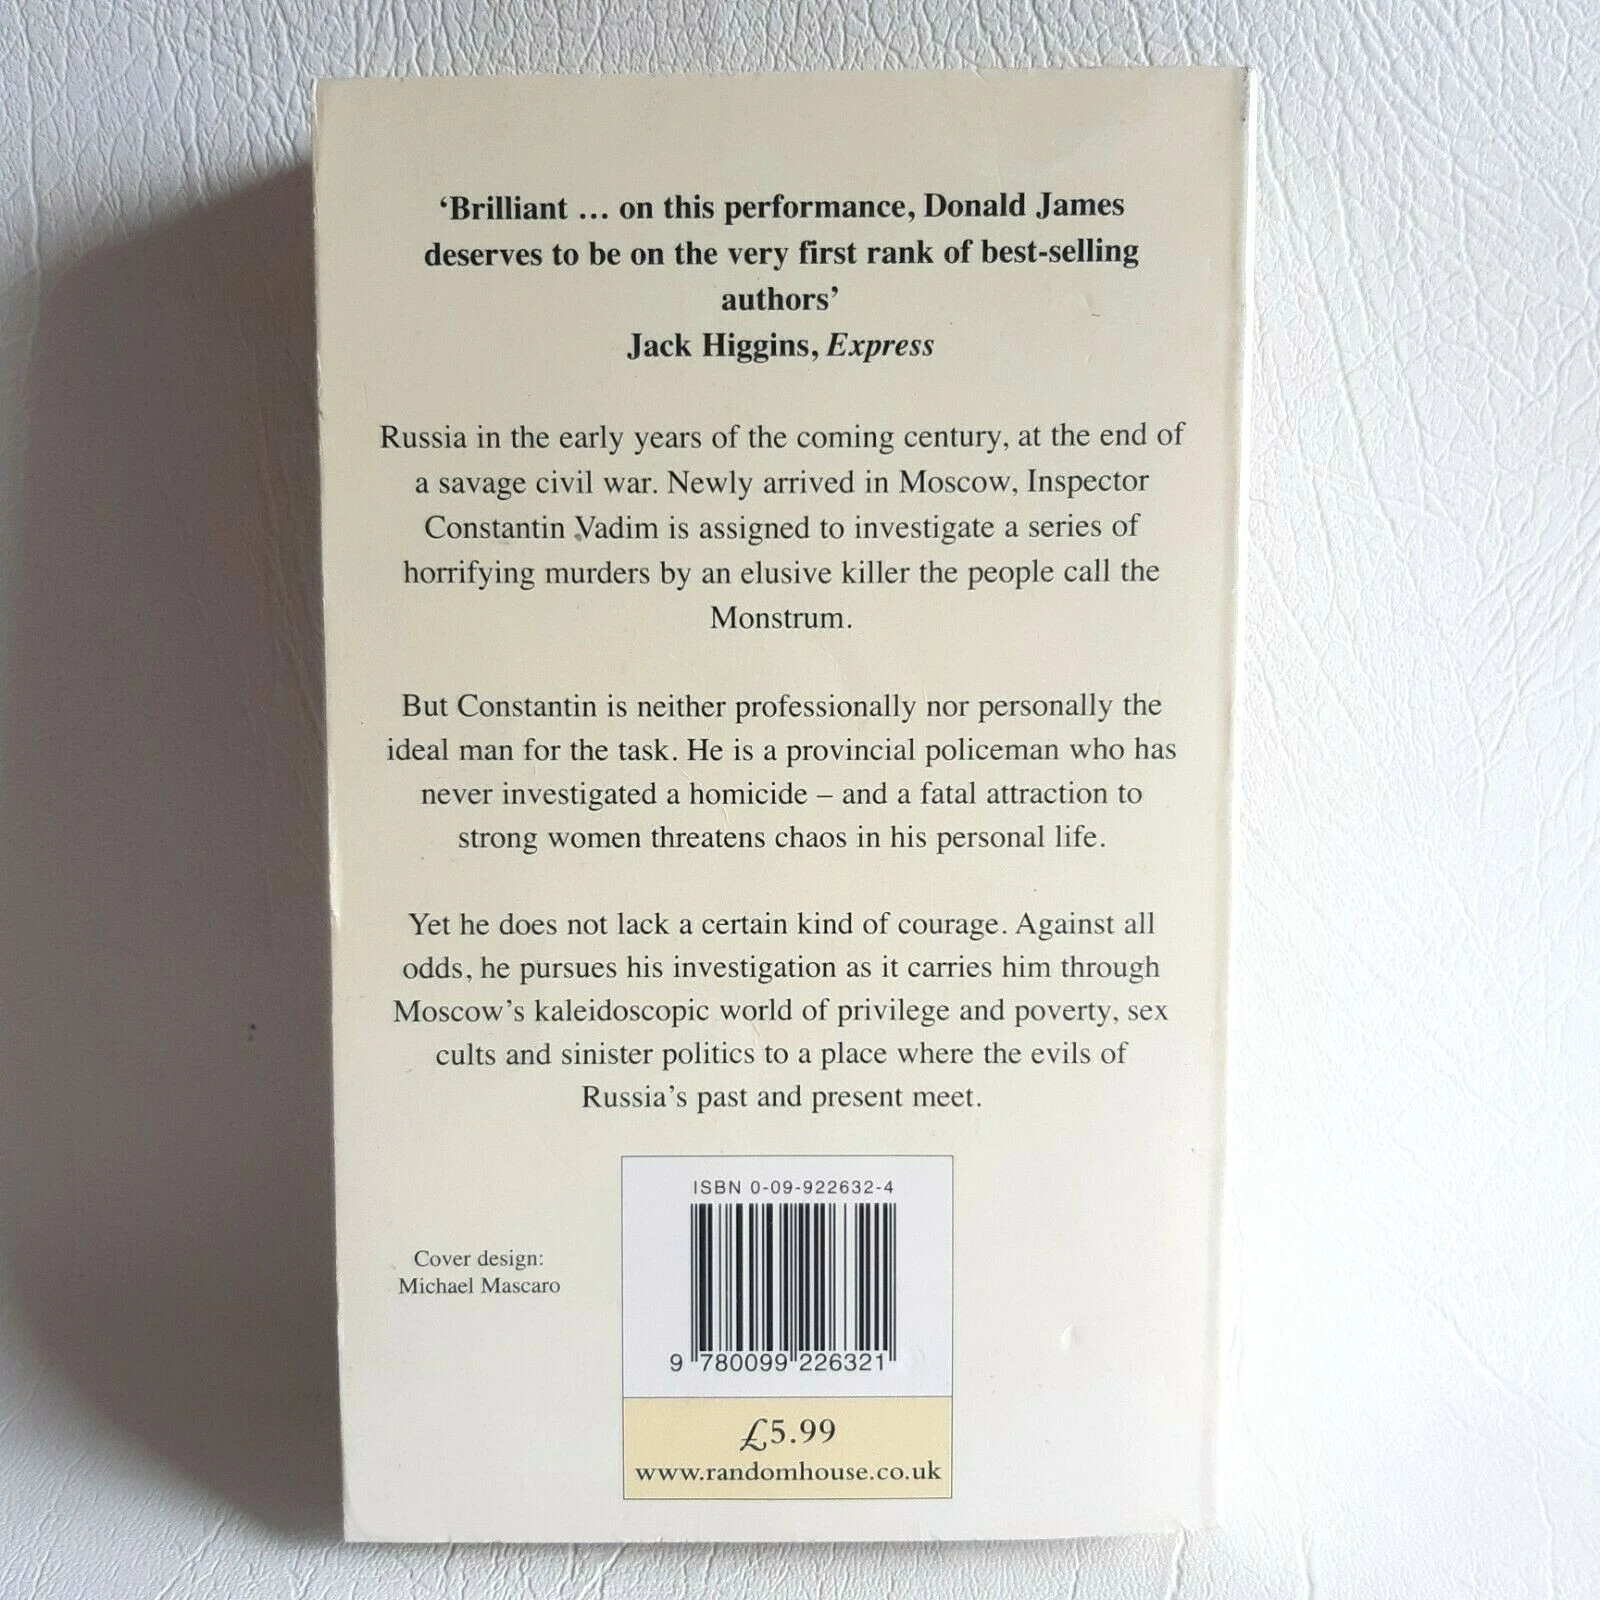 ‘Brilliant ... on this performance, Donald James
deserves to be on the very first rank of best-selling
authors’
Jack Higgins, Express
Russia in the early years of the coming century, at the end of
a savage civil war. Newly arrived in Moscow, Inspector
Constantin Vadim is assigned to investigate a series of
horrifying murders by an elusive killer the people call the
Monstrum.
But Constantin is neither professionally nor personally the
ideal man for the task. He is a provincial policeman who has
never investigated a homicide – and a fatal attraction to
strong women threatens chaos in his personal life.
Yet he does not lack a certain kind of courage. Against all
odds, he pursues his investigation as it carries him through
Moscow’s kaleidoscopic world of privilege and poverty, sex
cults and sinister politics to a place where the evils of
Russia’s past and present meet.
ISBN 0-09-922632-4
Cover design:
Michael Mascaro
9 780099 226321
£5.99
www.randomhouse.co.uk